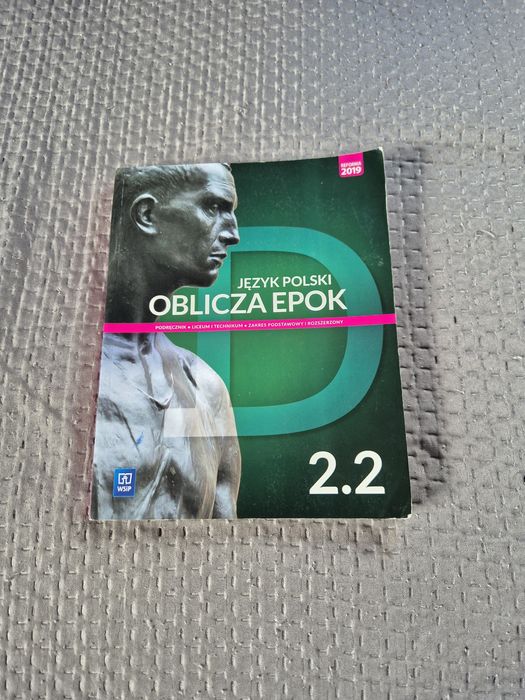 REFORMA
2019
JĘZYK POLSKI
OBLICZA EPOK
PODRĘCZNIK • LICEUM I TECHNIKUM • ZAKRES PODSTAWOWY I ROZSZERZONY
2.2
WSiP